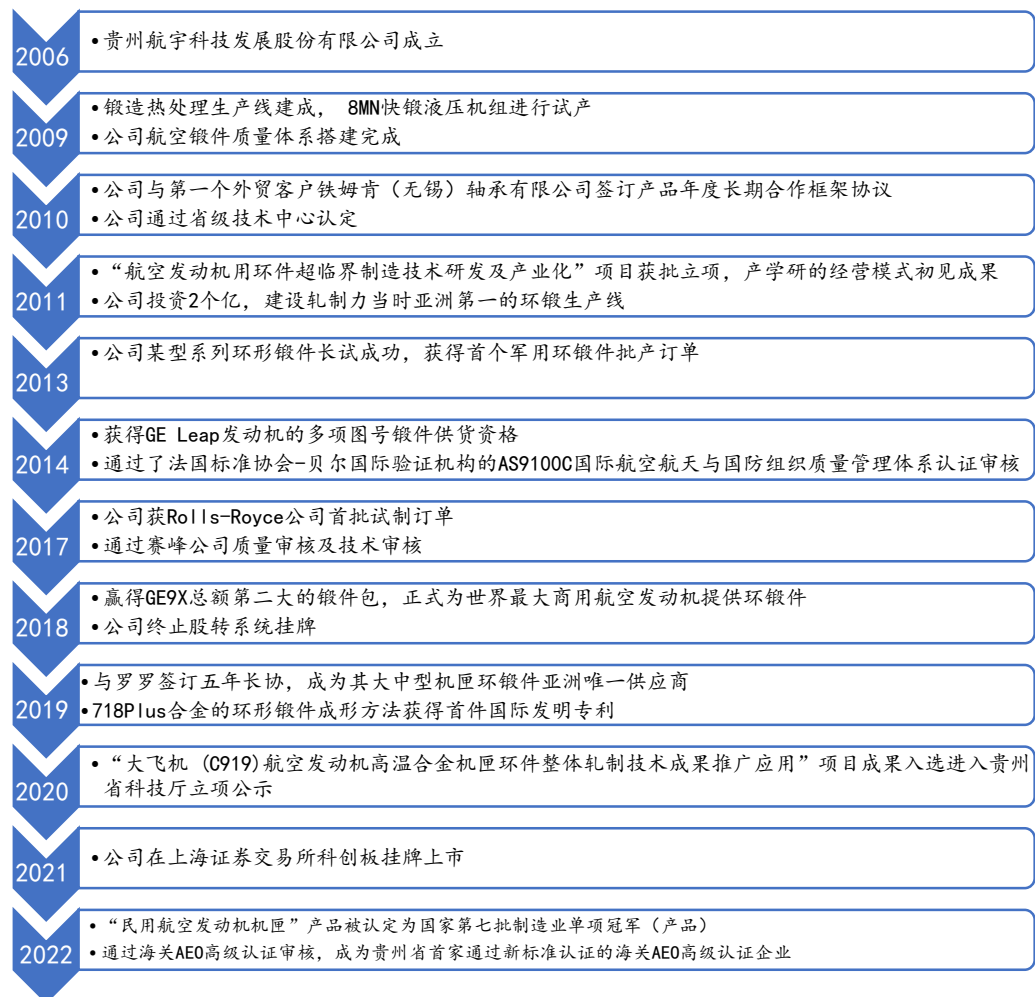 2006
•贵州航宇科技发展股份有限公司成立
2009
•锻造热处理生产线建成， 8MN快锻液压机组进行试产
•公司航空锻件质量体系搭建完成
2010
•公司与第一个外贸客户铁姆肯（无锡）轴承有限公司签订产品年度长期合作框架协议
•公司通过省级技术中心认定
2011
•“航空发动机用环件超临界制造技术研发及产业化”项目获批立项，产学研的经营模式初见成果
•公司投资2个亿，建设轧制力当时亚洲第一的环锻生产线
2013
•公司某型系列环形锻件长试成功，获得首个军用环锻件批产订单
2014
•获得GE Leap发动机的多项图号锻件供货资格
•通过了法国标准协会-贝尔国际验证机构的AS9100C国际航空航天与国防组织质量管理体系认证审核
2017
•公司获Rolls-Royce公司首批试制订单
•通过赛峰公司质量审核及技术审核
2018
•赢得GE9X总额第二大的锻件包，正式为世界最大商用航空发动机提供环锻件
•公司终止股转系统挂牌
2019
•与罗罗签订五年长协，成为其大中型机匣环锻件亚洲唯一供应商
•718Plus合金的环形锻件成形方法获得首件国际发明专利
2020
•“大飞机 (C919)航空发动机高温合金机匣环件整体轧制技术成果推广应用”项目成果入选进入贵州
省科技厅立项公示
2021
•公司在上海证券交易所科创板挂牌上市
2022
•“民用航空发动机机匣”产品被认定为国家第七批制造业单项冠军（产品）
•通过海关AEO高级认证审核，成为贵州省首家通过新标准认证的海关AEO高级认证企业